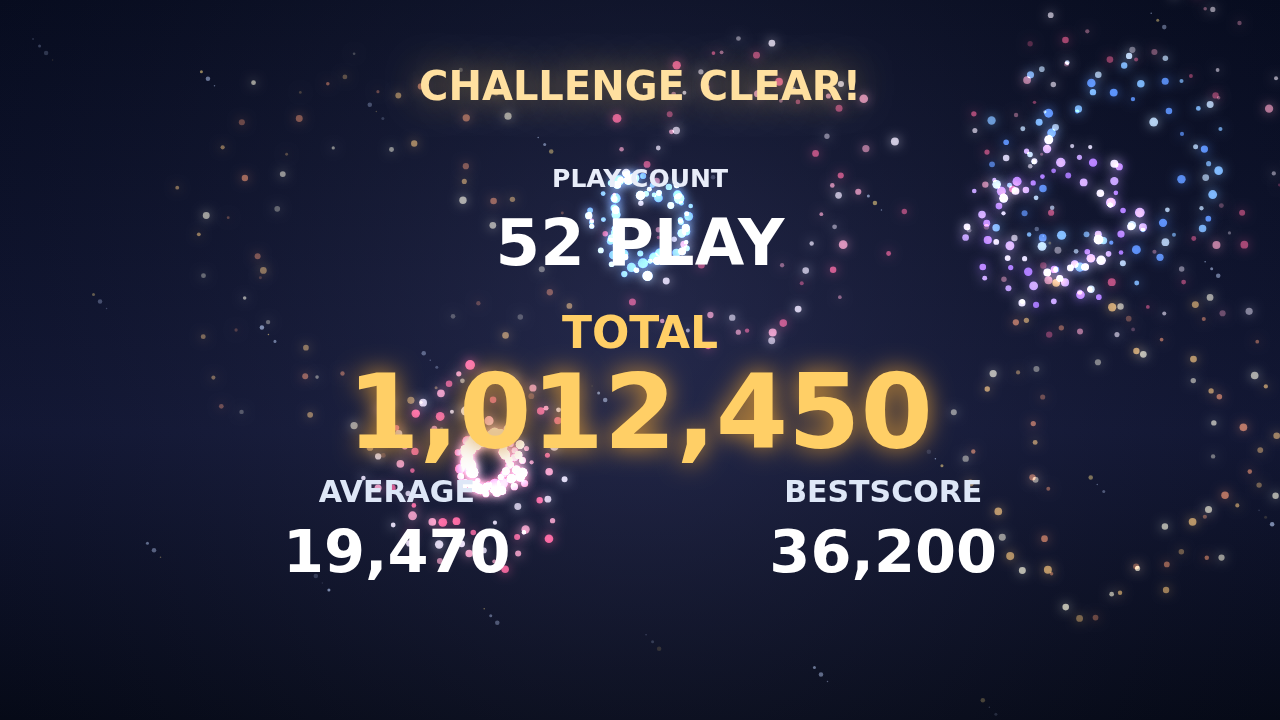 CHALLENGE CLEAR!
PLAY COUNT
52 PLAY
TOTAL
1,012,450
AVERAGE
BESTSCORE
19,470
36,200